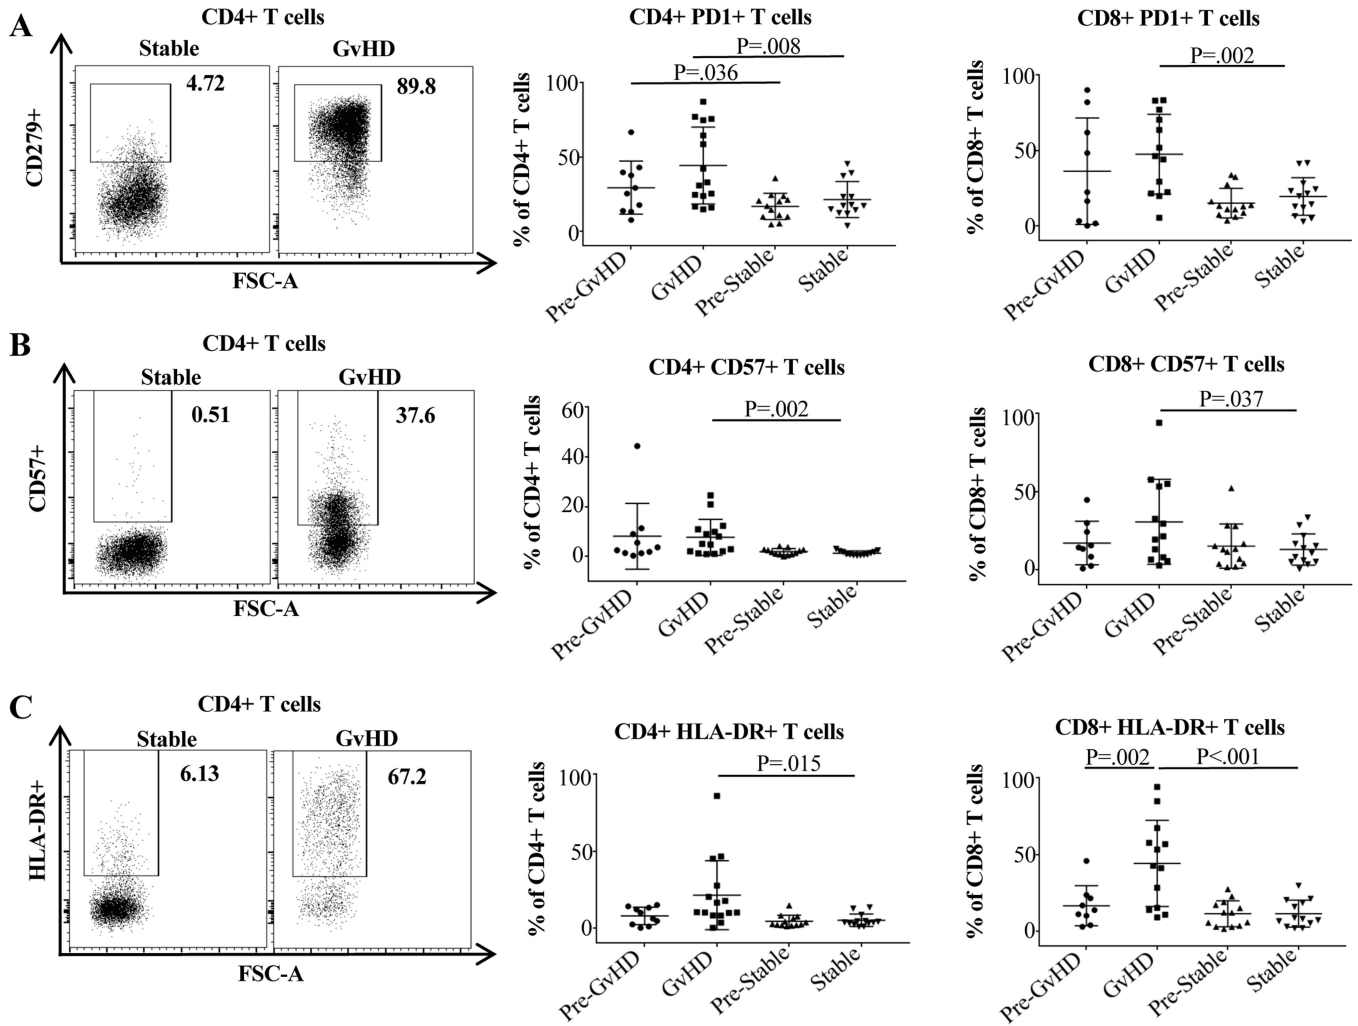 A
CD4+ T cells
Stable
GvHD
4.72
89.8
CD279+
FSC-A
CD4+ PD1+ T cells
P=.008
P=.036
% of CD4+ T cells
100
50
0
Pre-GvHD
GvHD
Pre-Stable
Stable
CD8+ PD1+ T cells
P=.002
% of CD8+ T cells
100
50
0
Pre-GvHD
GvHD
Pre-Stable
Stable
B
CD4+ T cells
Stable
GvHD
0.51
37.6
CD57+
FSC-A
CD4+ CD57+ T cells
P=.002
% of CD4+ T cells
60
40
20
0
Pre-GvHD
GvHD
Pre-Stable
Stable
CD8+ CD57+ T cells
P=.037
% of CD8+ T cells
100
50
0
Pre-GvHD
GvHD
Pre-Stable
Stable
C
CD4+ T cells
Stable
GvHD
6.13
67.2
HLA-DR+
FSC-A
CD4+ HLA-DR+ T cells
P=.015
% of CD4+ T cells
100
50
0
Pre-GvHD
GvHD
Pre-Stable
Stable
CD8+ HLA-DR+ T cells
P=.002
P<.001
% of CD8+ T cells
100
50
0
Pre-GvHD
GvHD
Pre-Stable
Stable